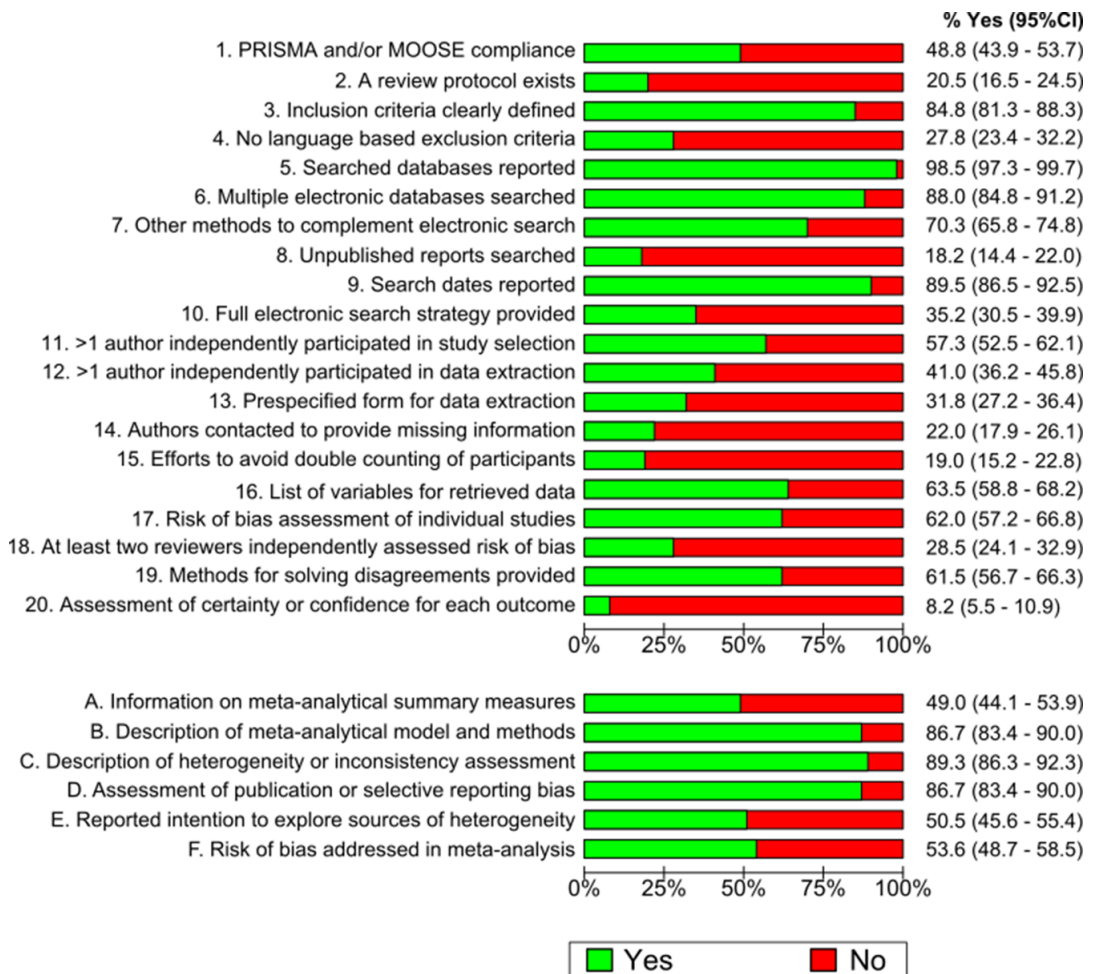 % Yes (95%CI)
1. PRISMA and/or MOOSE compliance 48.8 (43.9 - 53.7)
2. A review protocol exists 20.5 (16.5 - 24.5)
3. Inclusion criteria clearly defined 84.8 (81.3 - 88.3)
4. No language based exclusion criteria 27.8 (23.4 - 32.2)
5. Searched databases reported 98.5 (97.3 - 99.7)
6. Multiple electronic databases searched 88.0 (84.8 - 91.2)
7. Other methods to complement electronic search 70.3 (65.8 - 74.8)
8. Unpublished reports searched 18.2 (14.4 - 22.0)
9. Search dates reported 89.5 (86.5 - 92.5)
10. Full electronic search strategy provided 35.2 (30.5 - 39.9)
11. >1 author independently participated in study selection 57.3 (52.5 - 62.1)
12. >1 author independently participated in data extraction 41.0 (36.2 - 45.8)
13. Prespecified form for data extraction 31.8 (27.2 - 36.4)
14. Authors contacted to provide missing information 22.0 (17.9 - 26.1)
15. Efforts to avoid double counting of participants 19.0 (15.2 - 22.8)
16. List of variables for retrieved data 63.5 (58.8 - 68.2)
17. Risk of bias assessment of individual studies 62.0 (57.2 - 66.8)
18. At least two reviewers independently assessed risk of bias 28.5 (24.1 - 32.9)
19. Methods for solving disagreements provided 61.5 (56.7 - 66.3)
20. Assessment of certainty or confidence for each outcome 8.2 (5.5 - 10.9)
0% 25% 50% 75% 100%
A. Information on meta-analytical summary measures 49.0 (44.1 - 53.9)
B. Description of meta-analytical model and methods 86.7 (83.4 - 90.0)
C. Description of heterogeneity or inconsistency assessment 89.3 (86.3 - 92.3)
D. Assessment of publication or selective reporting bias 86.7 (83.4 - 90.0)
E. Reported intention to explore sources of heterogeneity 50.5 (45.6 - 55.4)
F. Risk of bias addressed in meta-analysis 53.6 (48.7 - 58.5)
0% 25% 50% 75% 100%
Yes No